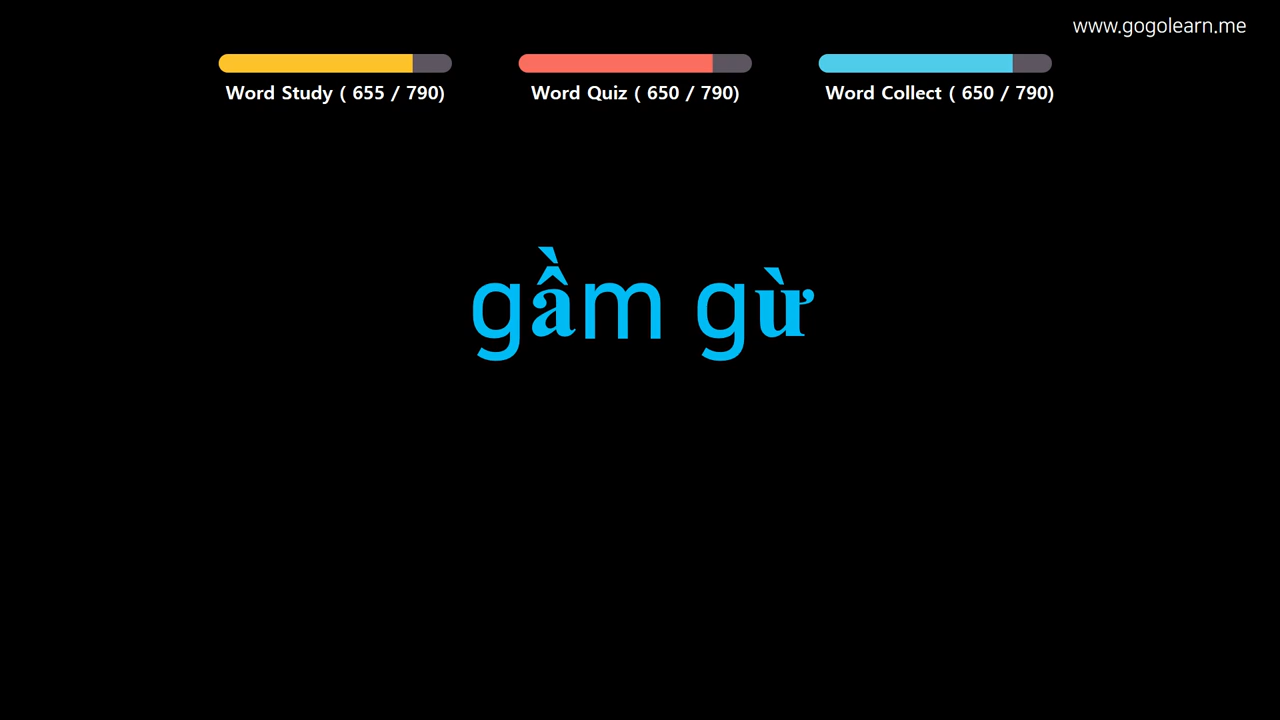 www.gogolearn.me
Word Study ( 655 / 790)
Word Quiz ( 650 / 790)
Word Collect ( 650 / 790)
gầm gừ